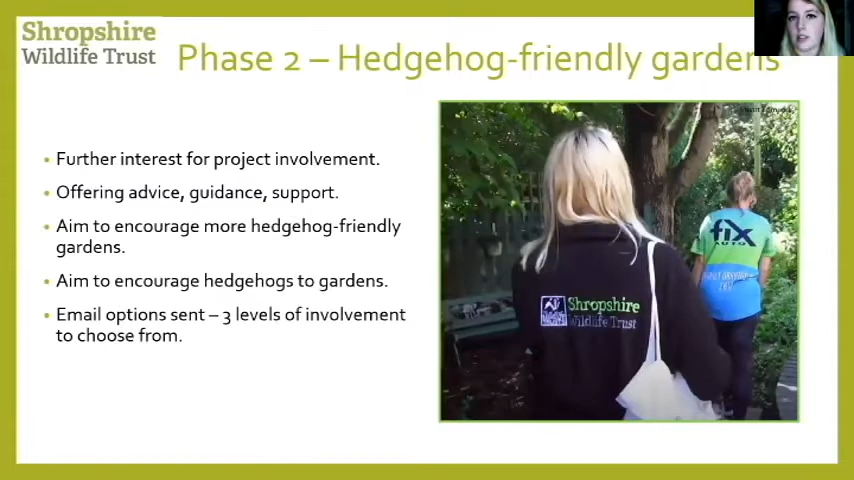 Shropshire
Wildlife Trust
Phase 2 – Hedgehog-friendly gardens
• Further interest for project involvement.
• Offering advice, guidance, support.
• Aim to encourage more hedgehog-friendly
gardens.
• Aim to encourage hedgehogs to gardens.
• Email options sent – 3 levels of involvement
to choose from.
fix
AUTO
Shropshire
Wildlife Trust